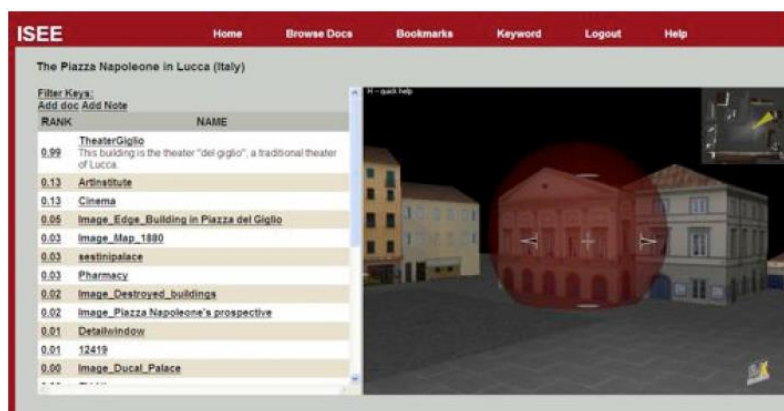 ISEE
Home Browse Docs Bookmarks Keyword Logout Help
The Piazza Napoleone in Lucca (Italy)
Filter Keys:
Add doc Add Note
RANK NAME
0.99 TheaterGiglio
This building is the theater "del giglio", a traditional theater
of Lucca.
0.13 Artinstitute
0.13 Cinema
0.05 Image_Edge_Building in Piazza del Giglio
0.03 Image_Map_1880
0.03 sestinipalace
0.03 Pharmacy
0.02 Image_Destroyed_buildings
0.02 Image_Piazza Napoleone's prospective
0.01 Detailwindow
0.01 12419
0.00 Image_Ducal_Palace
H - quick help